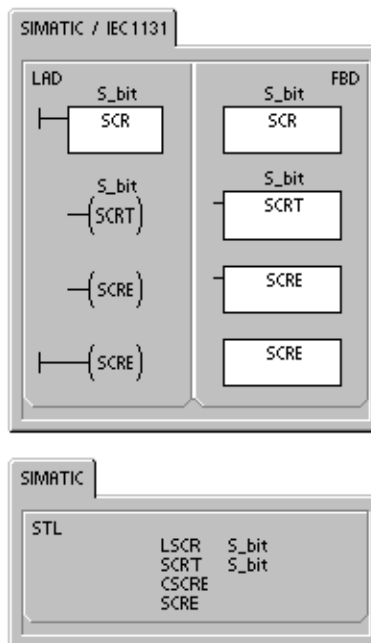 SIMATIC / IEC1131
LAD FBD
S_bit S_bit
SCR SCR
S_bit S_bit
SCRT SCRT
SCRE SCRE
SCRE SCRE
SIMATIC
STL
LSCR S_bit
SCRT S_bit
CSCRE
SCRE